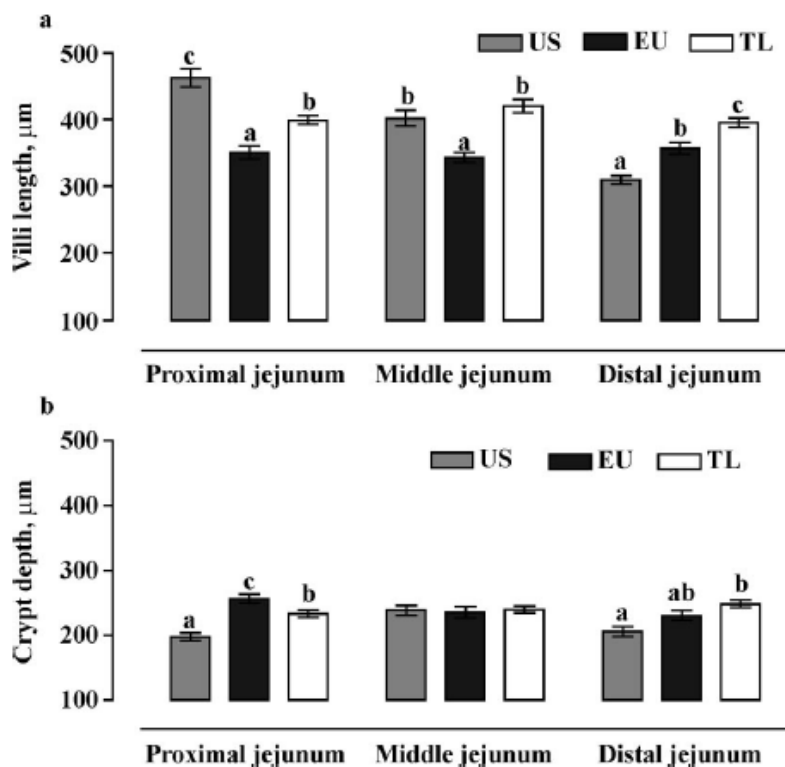 a
US EU TL
Villi length, μm
500
400
300
200
100
c a b
b a b
a b c
Proximal jejunum Middle jejunum Distal jejunum
b
US EU TL
Crypt depth, μm
500
400
300
200
100
a c b
a ab b
Proximal jejunum Middle jejunum Distal jejunum